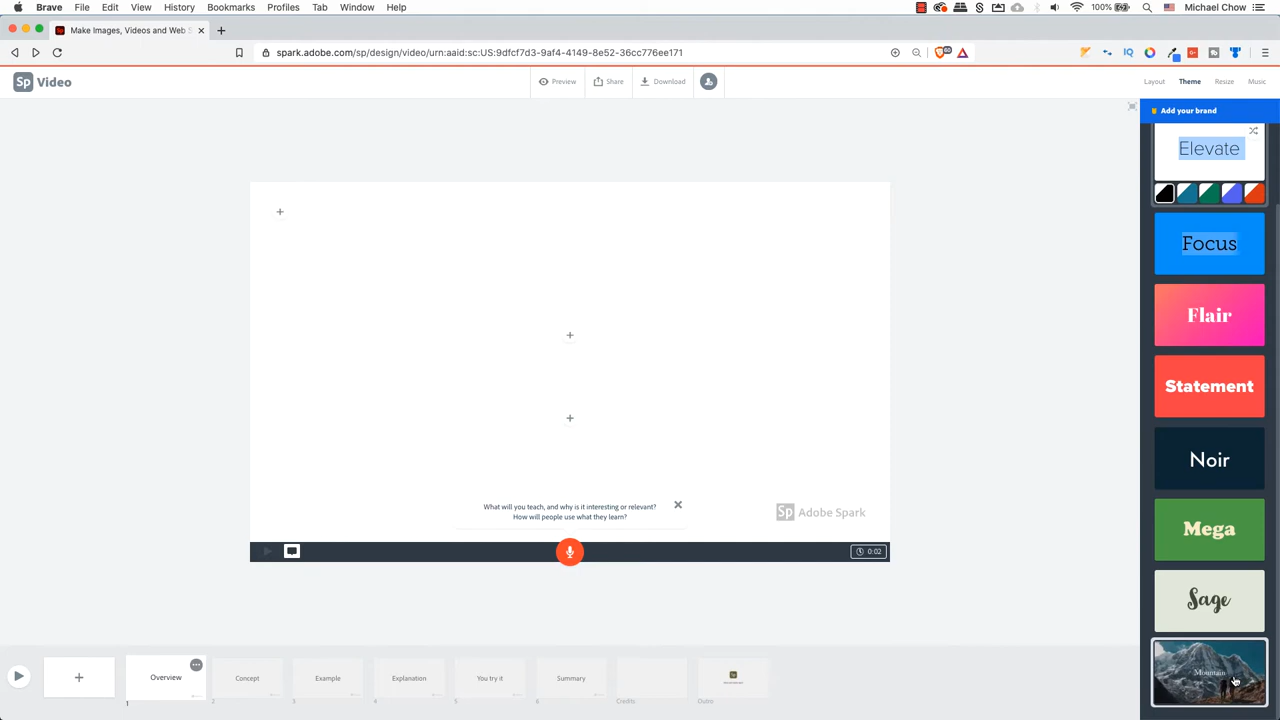 Brave File Edit View History Bookmarks Profiles Tab Window Help 100% Michael Chow
Make Images, Videos and Web S
spark.adobe.com/sp/design/video/urn:aaid:sc:US:9dfcf7d3-9af4-4149-8e52-36cc776ee171
Sp Video Preview Share Download Layout Theme Resize Music
Add your brand
Elevate
Focus
Flair
Statement
Noir
Mega
Sage
Mountain
What will you teach, and why is it interesting or relevant?
How will people use what they learn?
Sp Adobe Spark
0:02
Overview Concept Example Explanation You try it Summary
1 2 3 4 5 6 Credits Outro